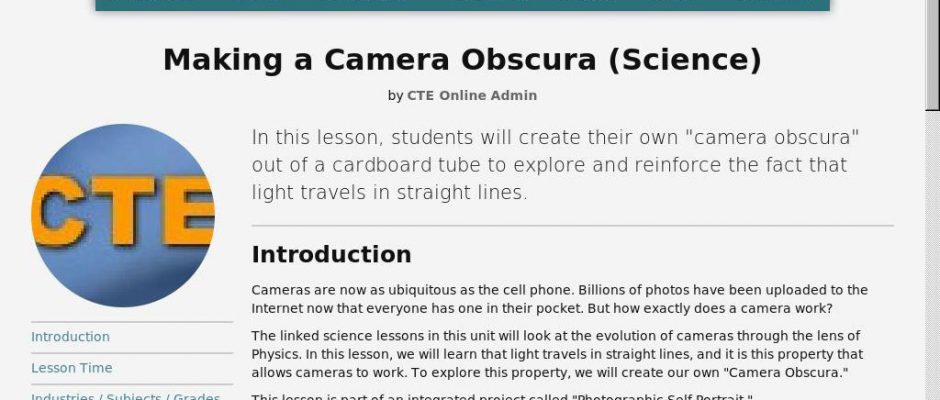 Making a Camera Obscura (Science)
by CTE Online Admin
CTE
In this lesson, students will create their own "camera obscura"
out of a cardboard tube to explore and reinforce the fact that
light travels in straight lines.
Introduction
Cameras are now as ubiquitous as the cell phone. Billions of photos have been uploaded to the
Internet now that everyone has one in their pocket. But how exactly does a camera work?
The linked science lessons in this unit will look at the evolution of cameras through the lens of
Physics. In this lesson, we will learn that light travels in straight lines, and it is this property that
allows cameras to work. To explore this property, we will create our own "Camera Obscura."
This lesson is part of an integrated project called "Photographic Self Portrait."
Introduction
Lesson Time
Industries / Subjects / Grades